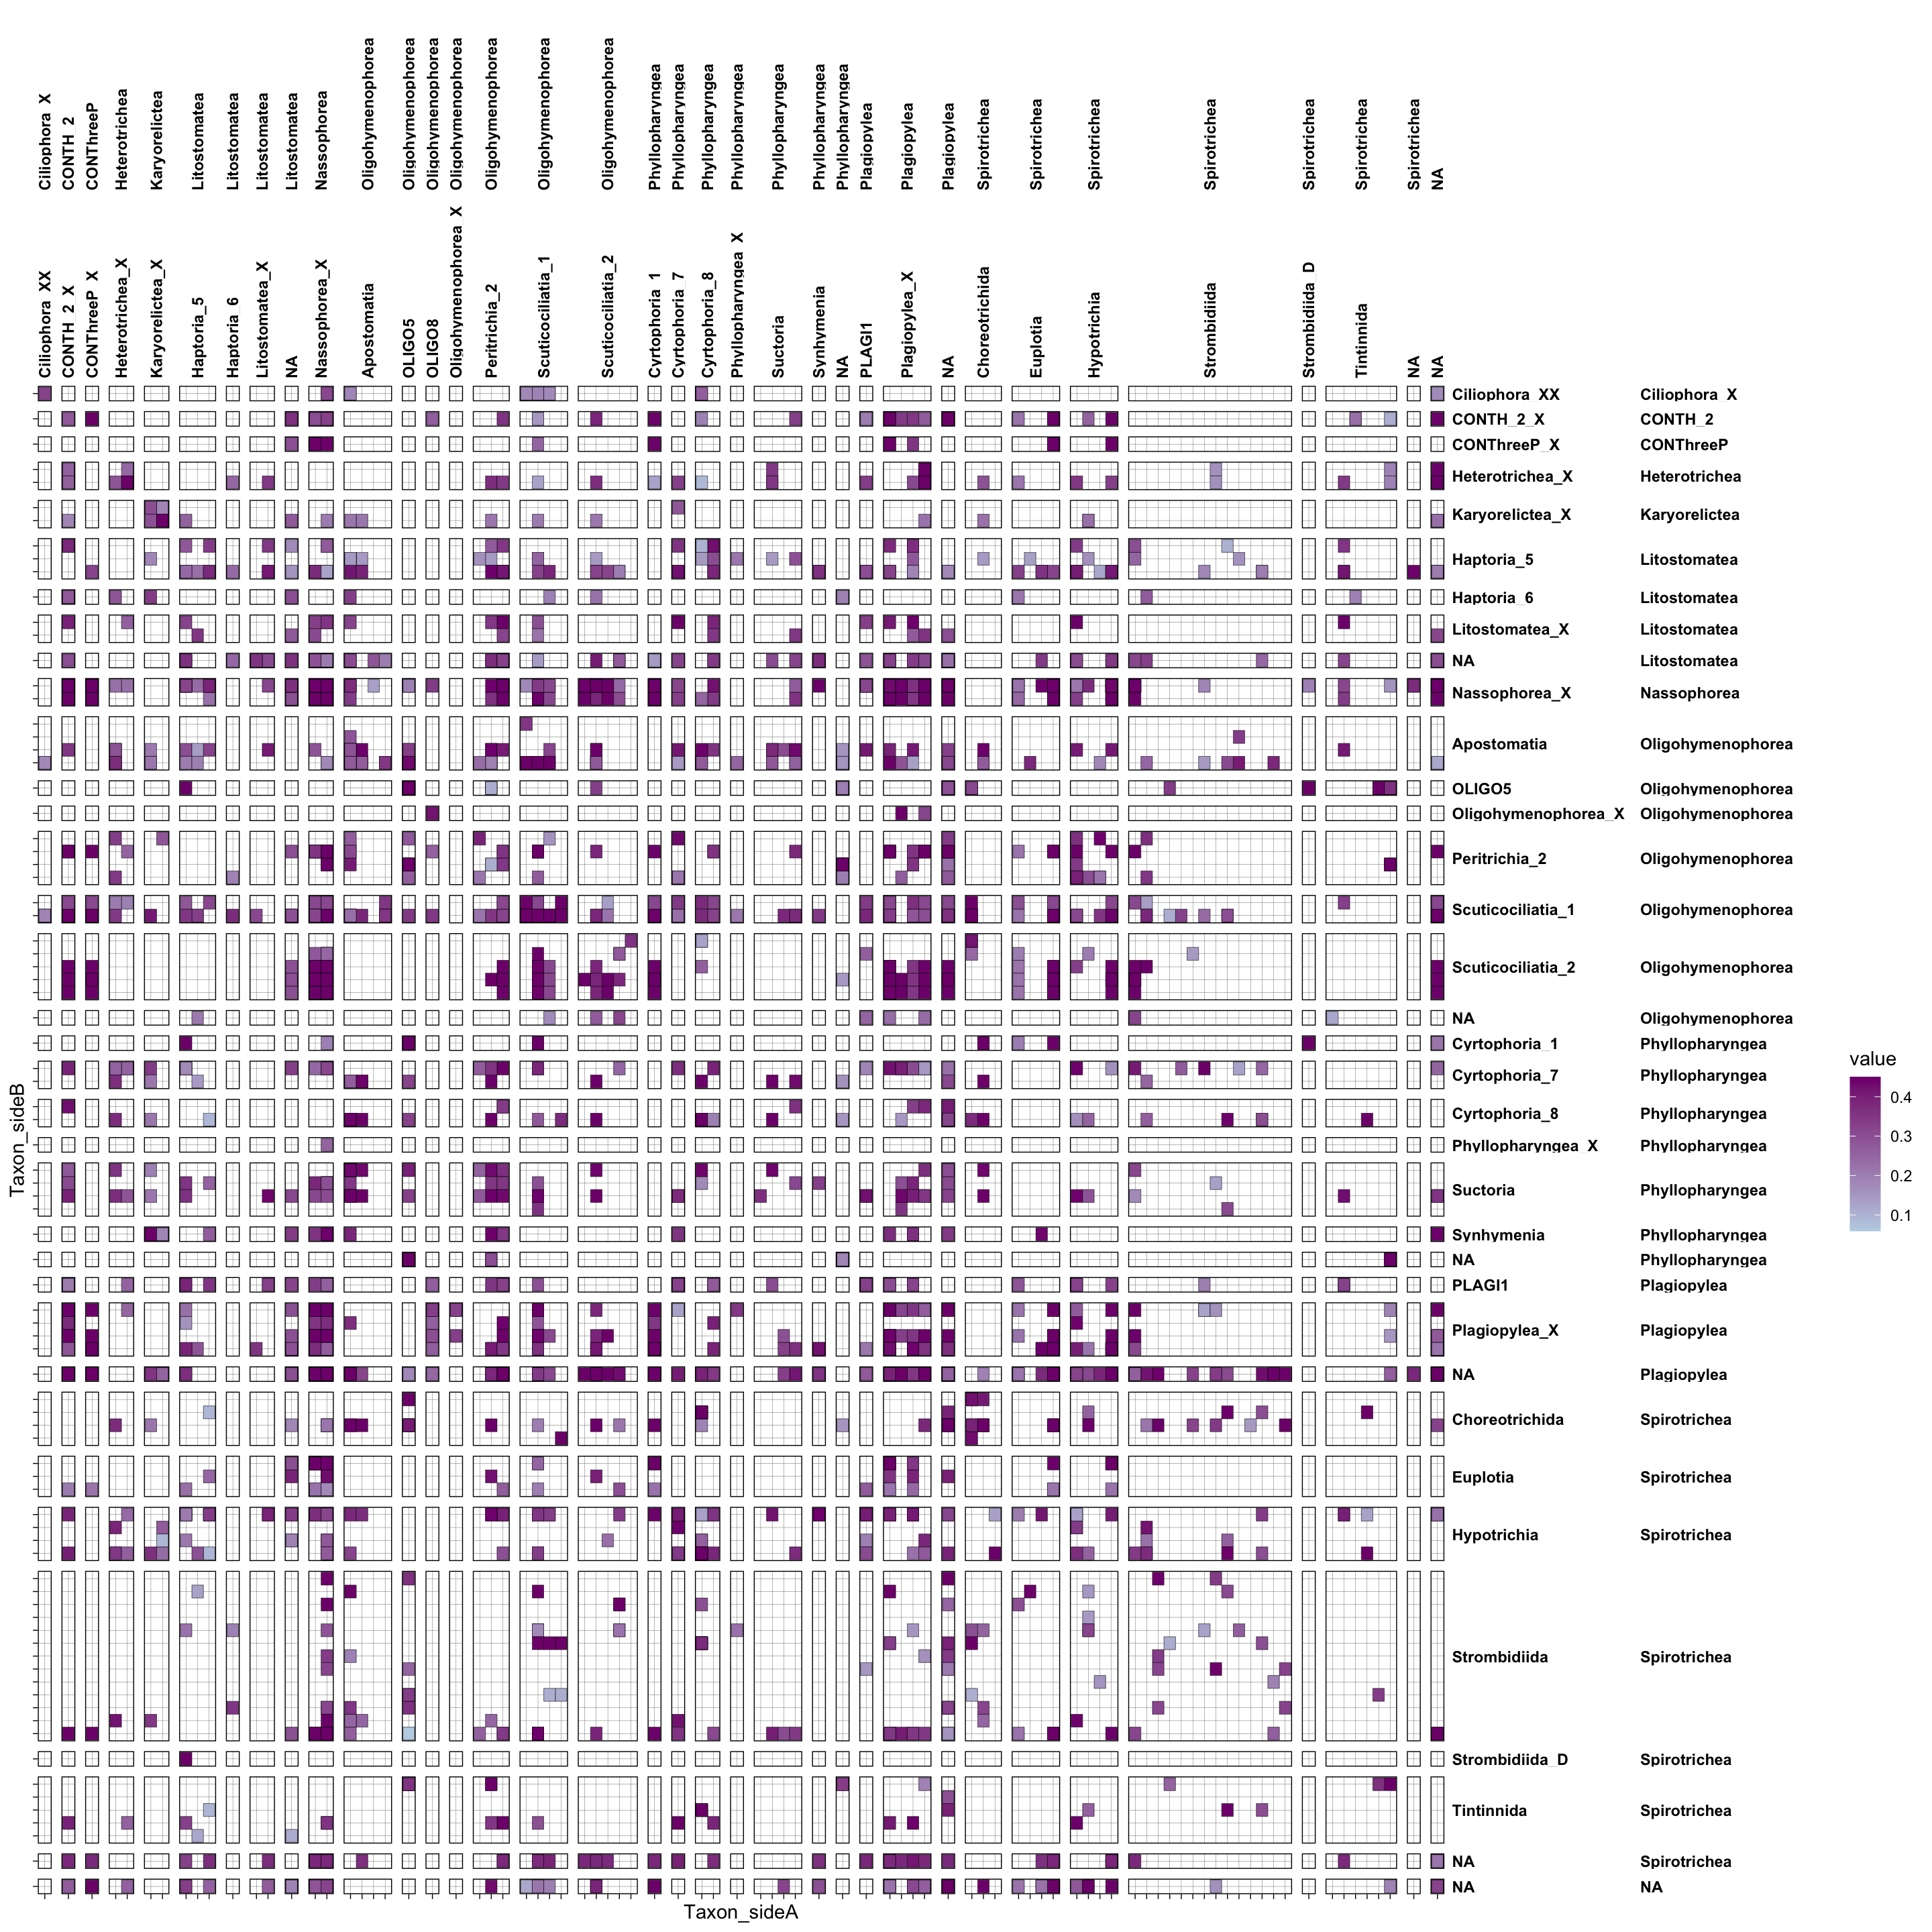 Ciliophora_X
CONTH_2
CONThreeP
Heterotrichea
Karyorelictea
Litostomatea
Litostomatea
Litostomatea
Litostomatea
Nassophorea
Oligohymenophorea
Oligohymenophorea
Oligohymenophorea
Oligohymenophorea
Oligohymenophorea
Oligohymenophorea
Oligohymenophorea
Phyllopharyngea
Phyllopharyngea
Phyllopharyngea
Phyllopharyngea
Phyllopharyngea
Phyllopharyngea
Phyllopharyngea
Plagiopylea
Plagiopylea
Plagiopylea
Spirotrichea
Spirotrichea
Spirotrichea
Spirotrichea
Spirotrichea
Spirotrichea
Spirotrichea
NA
Ciliophora_XX
CONTH_2_X
CONThreeP_X
Heterotrichea_X
Karyorelictea_X
Haptoria_5
Haptoria_6
Litostomatea_X
NA
Nassophorea_X
Apostomatia
OLIGO5
OLIGO8
Oligohymenophorea_X
Peritrichia_2
Scuticociliatia_1
Scuticociliatia_2
Cyrtophoria_1
Cyrtophoria_7
Cyrtophoria_8
Phyllopharyngea_X
Suctoria
Synhymenia
NA
PLAGI1
Plagiopylea_X
NA
Choreotrichida
Euplotia
Hypotrichia
Strombidiida
Strombidiida_D
Tintinnida
NA
NA
Ciliophora_XX Ciliophora_X
CONTH_2_X CONTH_2
CONThreeP_X CONThreeP
Heterotrichea_X Heterotrichea
Karyorelictea_X Karyorelictea
Haptoria_5 Litostomatea
Haptoria_6 Litostomatea
Litostomatea_X Litostomatea
NA Litostomatea
Nassophorea_X Nassophorea
Apostomatia Oligohymenophorea
OLIGO5 Oligohymenophorea
Oligohymenophorea_X Oligohymenophorea
Peritrichia_2 Oligohymenophorea
Scuticociliatia_1 Oligohymenophorea
Scuticociliatia_2 Oligohymenophorea
NA Oligohymenophorea
Cyrtophoria_1 Phyllopharyngea
Cyrtophoria_7 Phyllopharyngea
Cyrtophoria_8 Phyllopharyngea
Phyllopharyngea_X Phyllopharyngea
Suctoria Phyllopharyngea
Synhymenia Phyllopharyngea
NA Phyllopharyngea
PLAGI1 Plagiopylea
Plagiopylea_X Plagiopylea
NA Plagiopylea
Choreotrichida Spirotrichea
Euplotia Spirotrichea
Hypotrichia Spirotrichea
Strombidiida Spirotrichea
Strombidiida_D Spirotrichea
Tintinnida Spirotrichea
NA Spirotrichea
NA NA
Taxon_sideB
Taxon_sideA
value
0.4
0.3
0.2
0.1